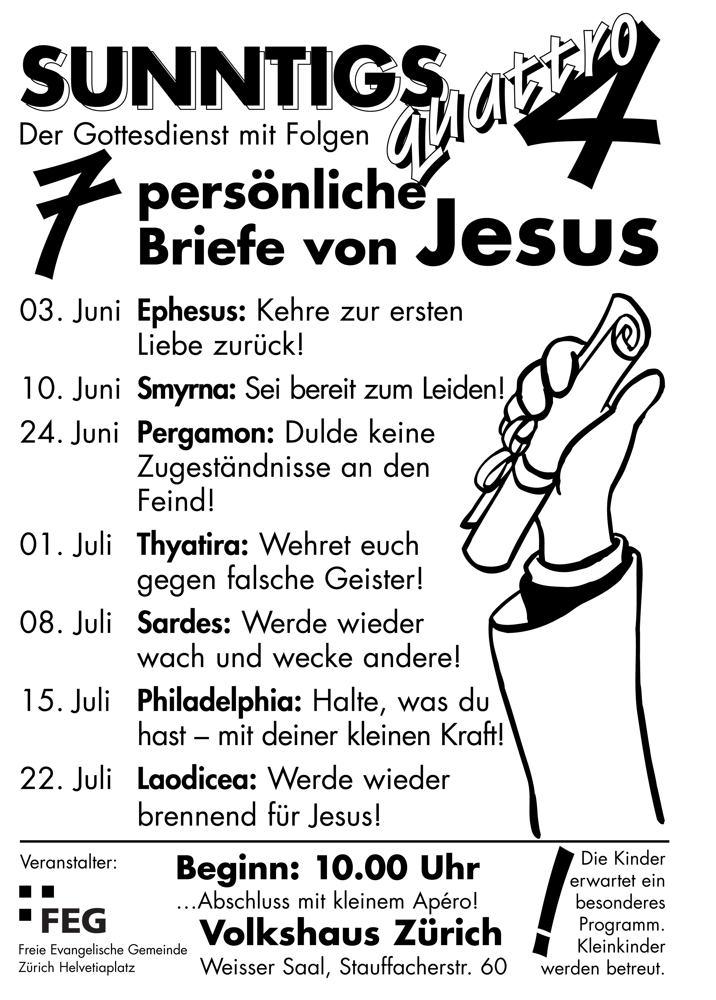 SUNNTIGS
quattro 4
Der Gottesdienst mit Folgen
7 persönliche
Briefe von Jesus
03. Juni Ephesus: Kehre zur ersten
Liebe zurück!
10. Juni Smyrna: Sei bereit zum Leiden!
24. Juni Pergamon: Dulde keine
Zugeständnisse an den
Feind!
01. Juli Thyatira: Wehret euch
gegen falsche Geister!
08. Juli Sardes: Werde wieder
wach und wecke andere!
15. Juli Philadelphia: Halte, was du
hast – mit deiner kleinen Kraft!
22. Juli Laodicea: Werde wieder
brennend für Jesus!
Veranstalter:
FEG
Freie Evangelische Gemeinde
Zürich Helvetiaplatz
Beginn: 10.00 Uhr
...Abschluss mit kleinem Apéro!
Volkshaus Zürich
Weisser Saal, Stauffacherstr. 60
!
Die Kinder
erwartet ein
besonderes
Programm.
Kleinkinder
werden betreut.